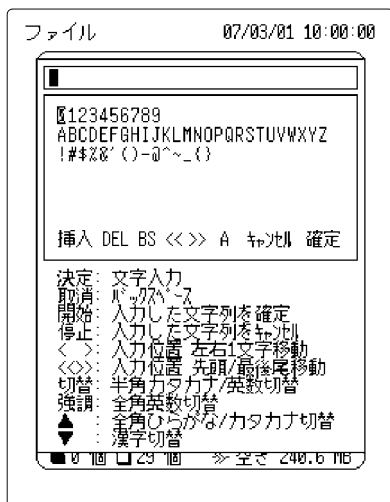 ファイル 07/03/01 10:00:00
0123456789
ABCDEFGHIJKLMNOPQRSTUVWXYZ
!#$%&'()-@^~_{}
挿入 DEL BS << >> A ｷｬﾝｾﾙ 確定
決定: 文字入力
取消: ﾊﾞｯｸｽﾍﾟｰｽ
開始: 入力した文字列を確定
停止: 入力した文字列をｷｬﾝｾﾙ
< >: 入力位置 左右1文字移動
<<>>: 入力位置 先頭/最後尾移動
切替: 半角カタカナ/英数切替
強調: 全角英数切替
▲ : 全角ひらがな/カタカナ切替
▼ : 漢字切替
0 個 29 個 空き 240.6 MB